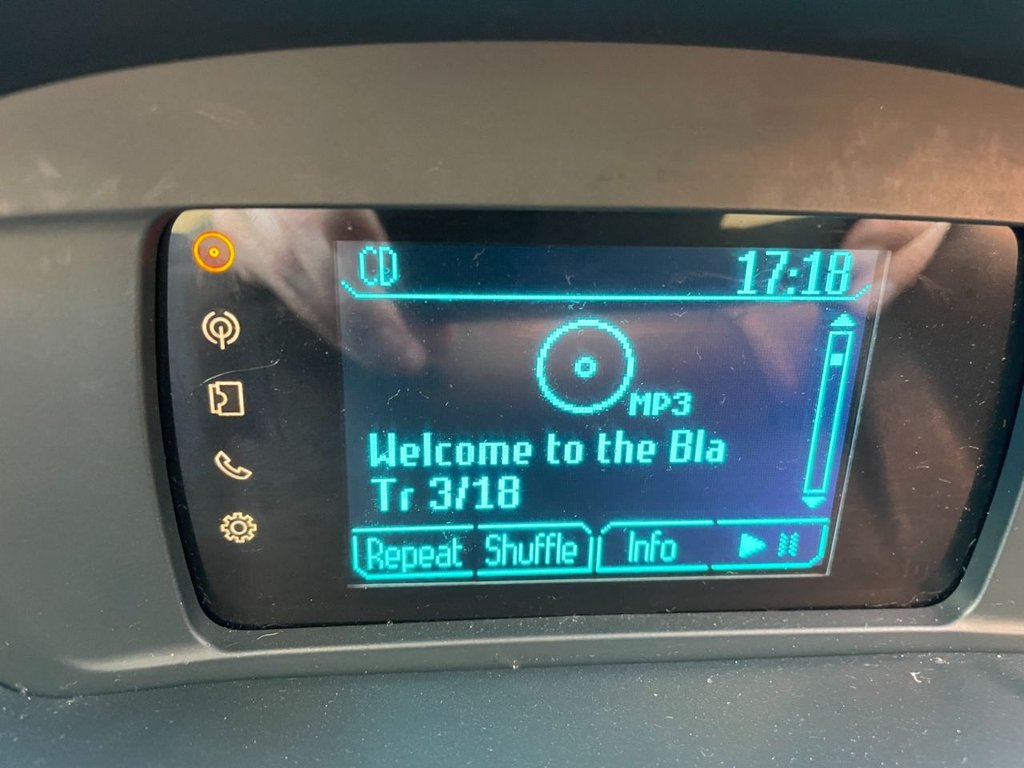 CD 17:18
MP3
Welcome to the Bla
Tr 3/18
Repeat Shuffle Info